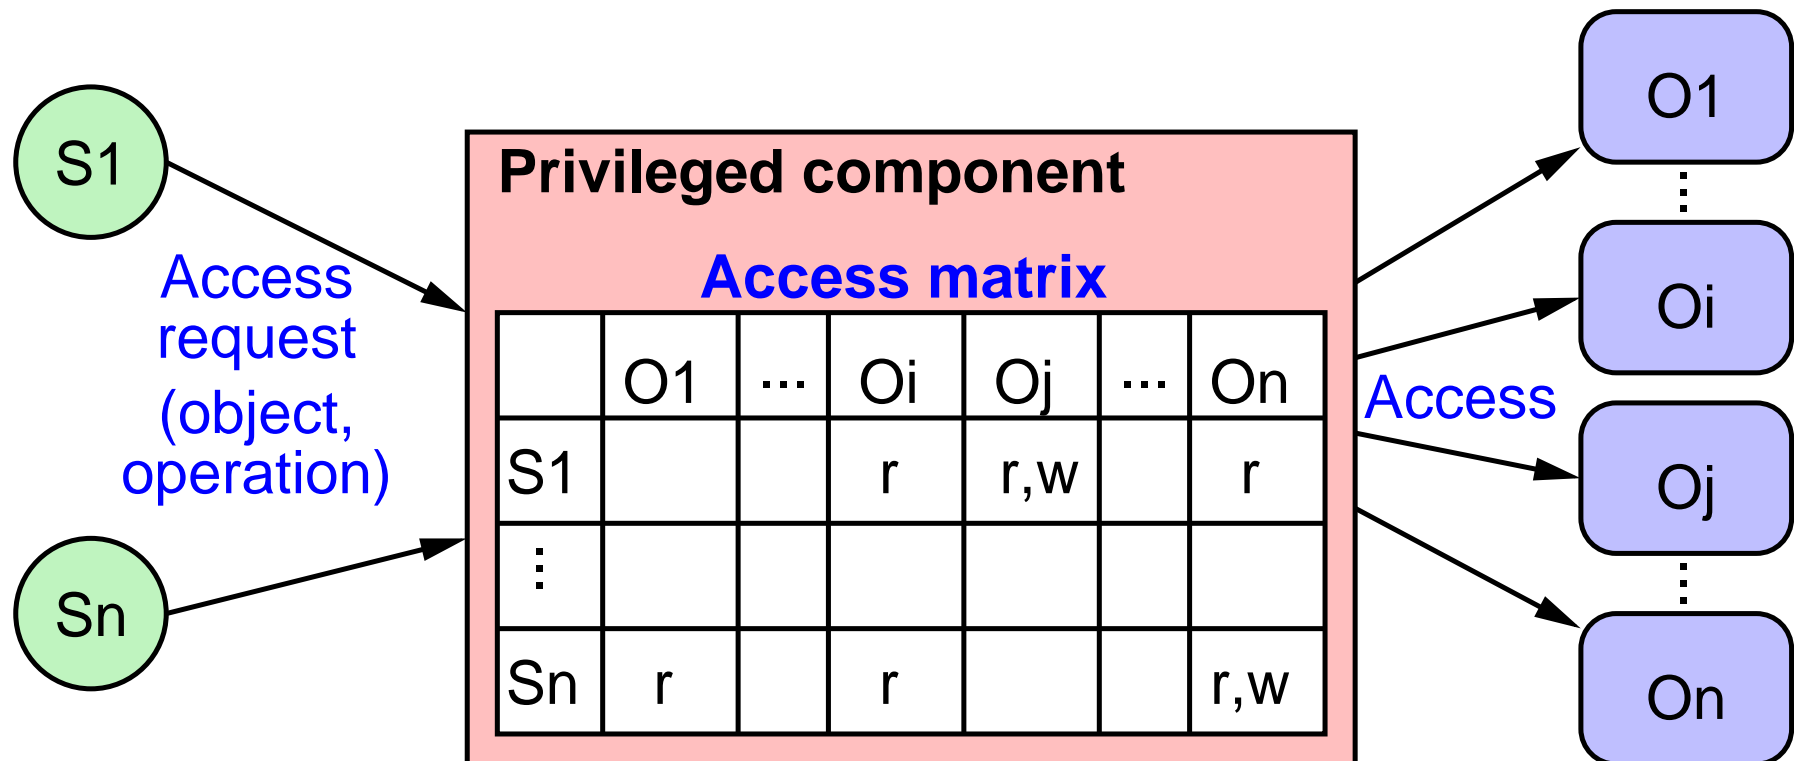 S1
Sn
Access
request
(object,
operation)
Privileged component
Access matrix
O1 ... Oi Oj ... On
S1 r r,w r
⋮
Sn r r r,w
Access
O1
⋮
Oi
Oj
⋮
On